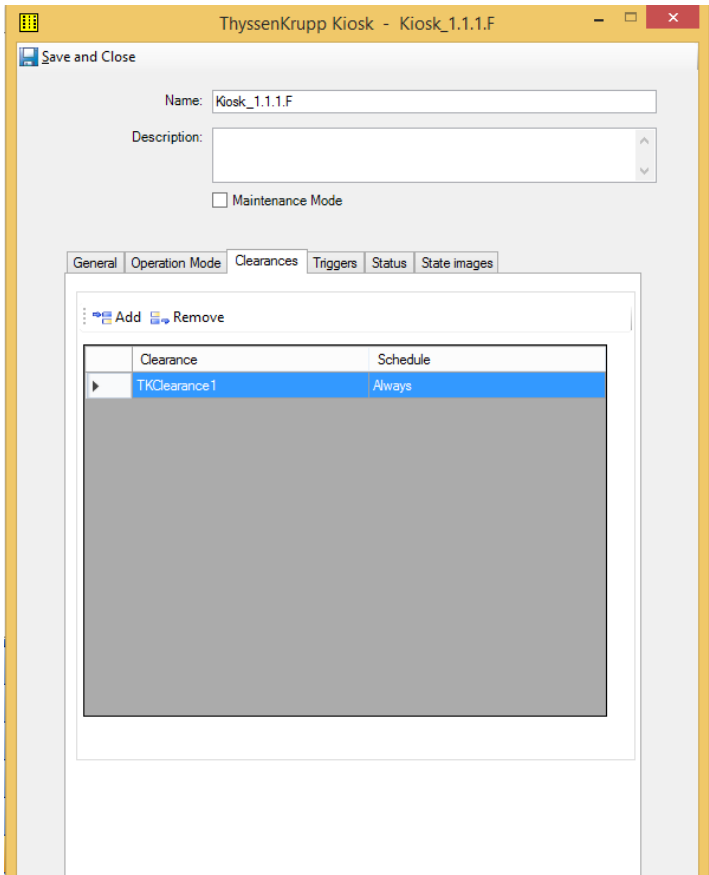 ThyssenKrupp Kiosk - Kiosk_1.1.1.F
Save and Close
Name: Kiosk_1.1.1.F
Description:
Maintenance Mode
General Operation Mode Clearances Triggers Status State images
Add Remove
Clearance Schedule
TKClearance1 Always